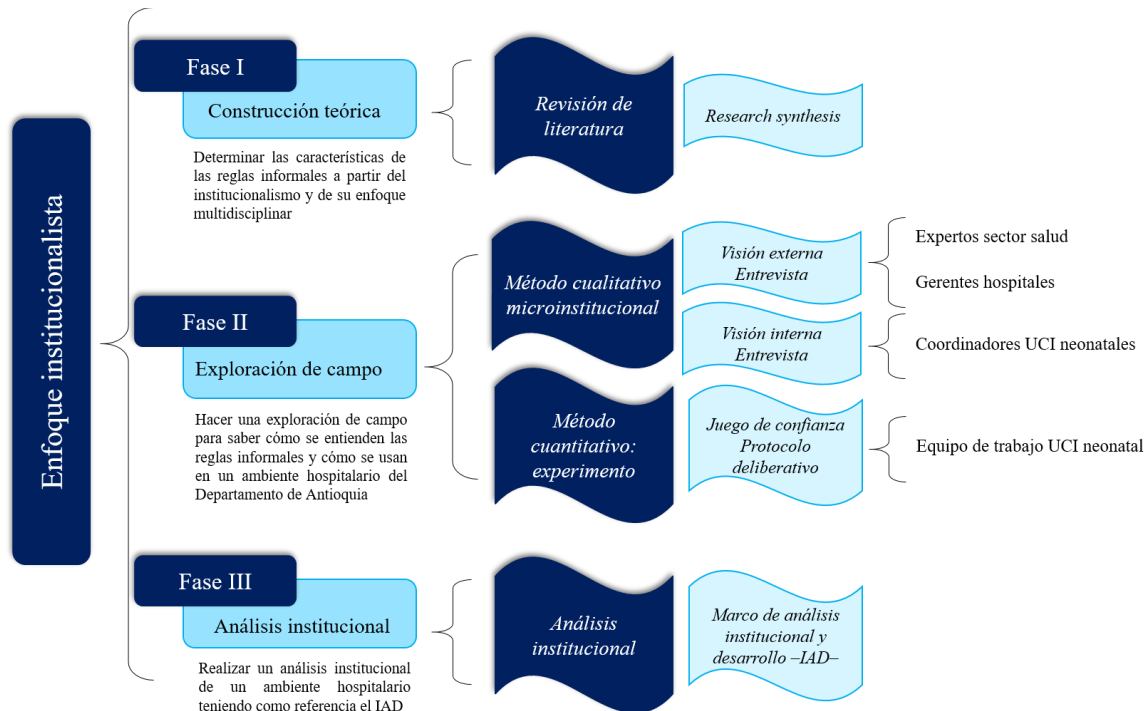 Enfoque institucionalista
Fase I
Construcción teórica
Determinar las características de
las reglas informales a partir del
institucionalismo y de su enfoque
multidisciplinar
Revisión de
literatura
Research synthesis
Fase II
Exploración de campo
Hacer una exploración de campo
para saber cómo se entienden las
reglas informales y cómo se usan
en un ambiente hospitalario del
Departamento de Antioquia
Método cualitativo
microinstitucional
Visión externa
Entrevista
Expertos sector salud
Gerentes hospitales
Visión interna
Entrevista
Coordinadores UCI neonatales
Método
cuantitativo:
experimento
Juego de confianza
Protocolo
deliberativo
Equipo de trabajo UCI neonatal
Fase III
Análisis institucional
Realizar un análisis institucional
de un ambiente hospitalario
teniendo como referencia el IAD
Análisis
institucional
Marco de análisis
institucional y
desarrollo –IAD–